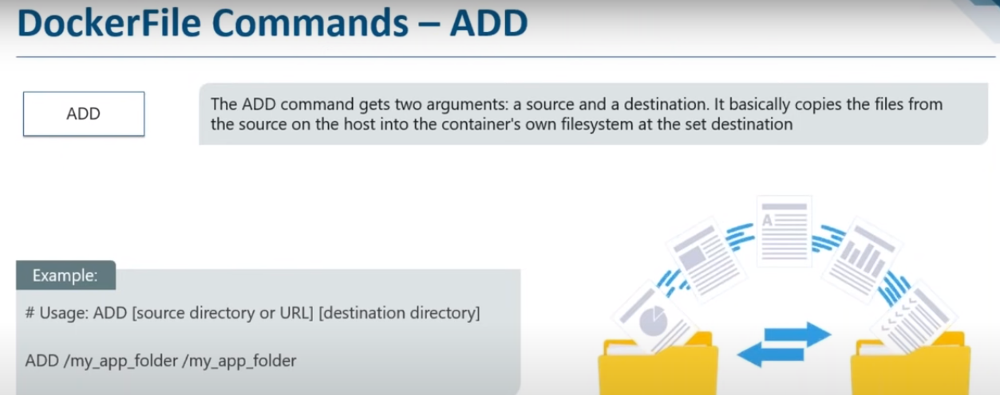 DockerFile Commands – ADD
ADD
The ADD command gets two arguments: a source and a destination. It basically copies the files from
the source on the host into the container's own filesystem at the set destination
A
Example:
# Usage: ADD [source directory or URL] [destination directory]
ADD /my_app_folder /my_app_folder